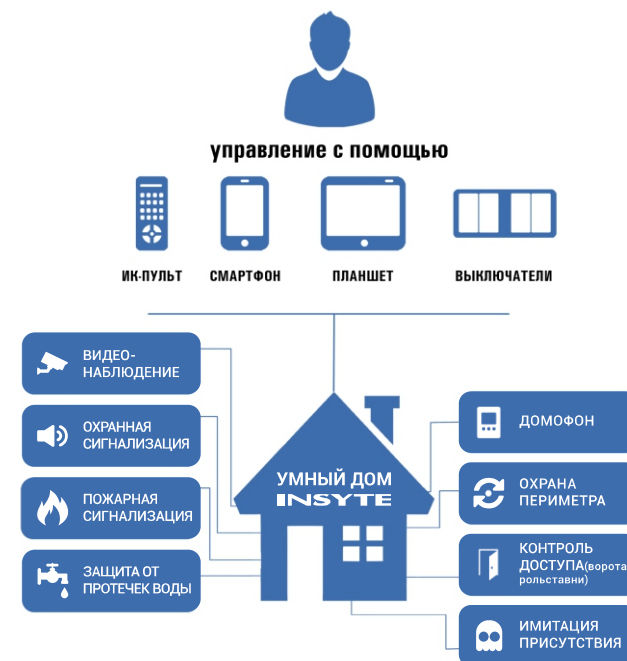 управление с помощью
ИК-ПУЛЬТ СМАРТФОН ПЛАНШЕТ ВЫКЛЮЧАТЕЛИ
ВИДЕО-
НАБЛЮДЕНИЕ
ОХРАННАЯ
СИГНАЛИЗАЦИЯ
ПОЖАРНАЯ
СИГНАЛИЗАЦИЯ
ЗАЩИТА ОТ
ПРОТЕЧЕК ВОДЫ
УМНЫЙ ДОМ
INSYTE
ДОМОФОН
ОХРАНА
ПЕРИМЕТРА
КОНТРОЛЬ
ДОСТУПА(ворота
рольставни)
ИМИТАЦИЯ
ПРИСУТСТВИЯ